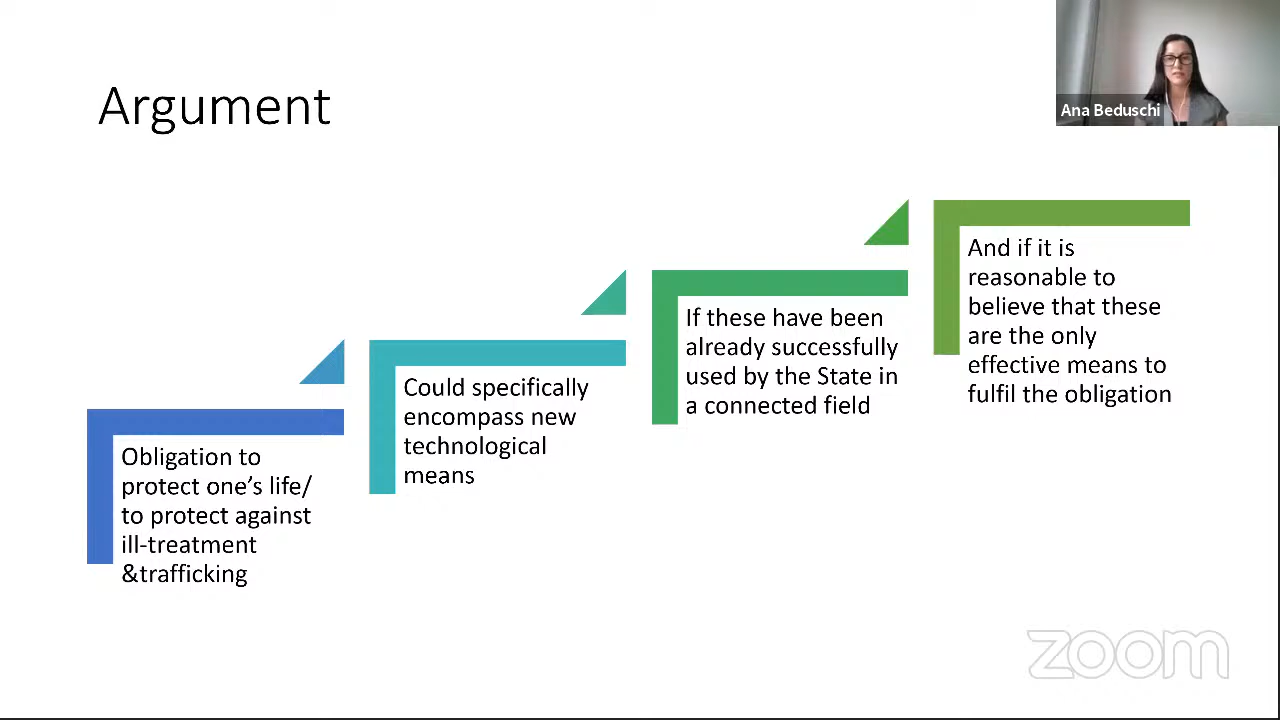 Argument
Ana Beduschi
Obligation to
protect one's life/
to protect against
ill-treatment
&trafficking
Could specifically
encompass new
technological
means
If these have been
already successfully
used by the State in
a connected field
And if it is
reasonable to
believe that these
are the only
effective means to
fulfil the obligation
zoom